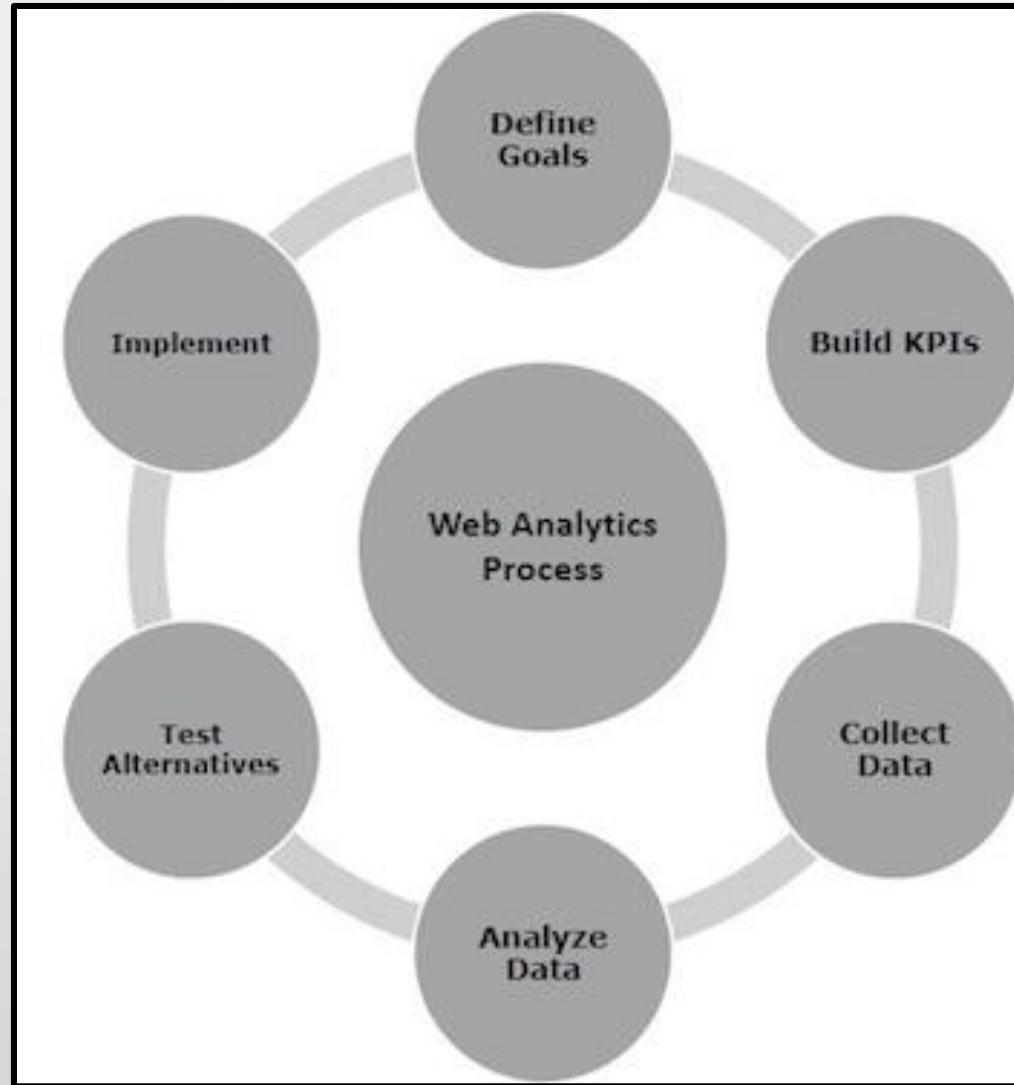 Define
Goals
Build KPIs
Collect
Data
Analyze
Data
Test
Alternatives
Implement
Web Analytics
Process